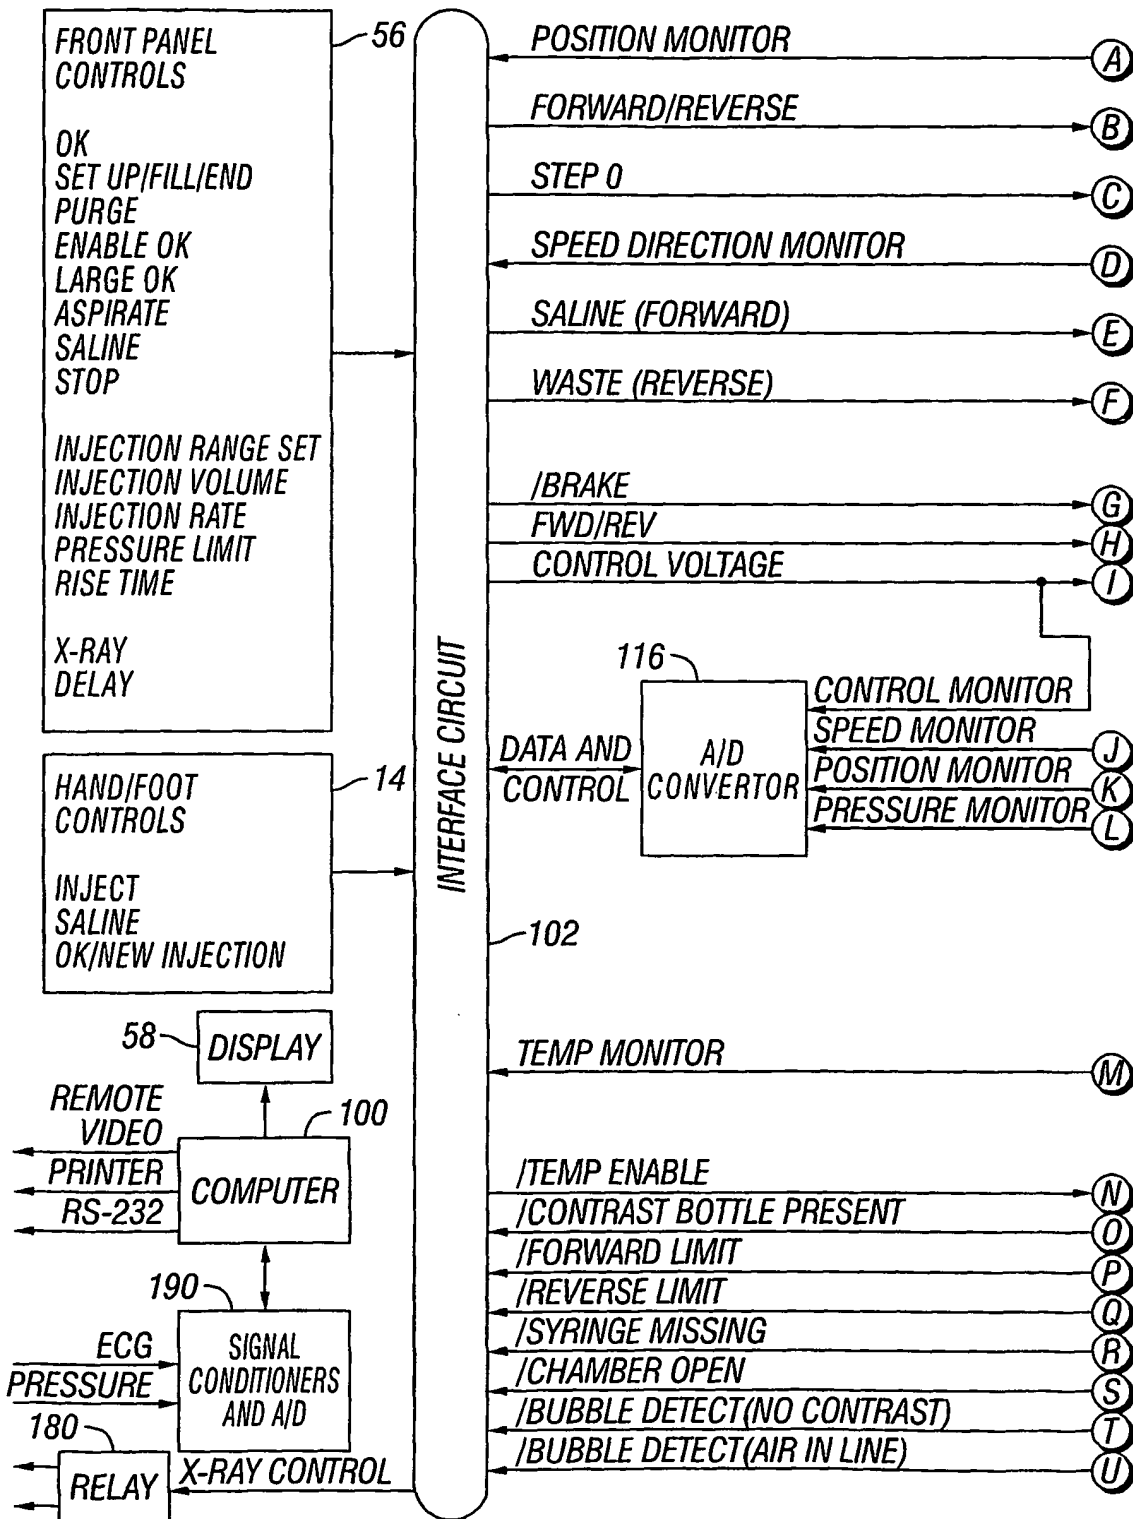 FRONT PANEL
CONTROLS
56
OK
SET UP/FILL/END
PURGE
ENABLE OK
LARGE OK
ASPIRATE
SALINE
STOP
INJECTION RANGE SET
INJECTION VOLUME
INJECTION RATE
PRESSURE LIMIT
RISE TIME
X-RAY
DELAY
HAND/FOOT
CONTROLS
14
INJECT
SALINE
OK/NEW INJECTION
58
DISPLAY
REMOTE
VIDEO
PRINTER
RS-232
100
COMPUTER
190
ECG
PRESSURE
SIGNAL
CONDITIONERS
AND A/D
180
RELAY
X-RAY CONTROL
INTERFACE CIRCUIT
102
POSITION MONITOR
A
FORWARD/REVERSE
B
STEP 0
C
SPEED DIRECTION MONITOR
D
SALINE (FORWARD)
E
WASTE (REVERSE)
F
/BRAKE
G
FWD/REV
H
CONTROL VOLTAGE
I
116
DATA AND
CONTROL
A/D
CONVERTOR
CONTROL MONITOR
SPEED MONITOR
J
POSITION MONITOR
K
PRESSURE MONITOR
L
TEMP MONITOR
M
/TEMP ENABLE
N
/CONTRAST BOTTLE PRESENT
O
/FORWARD LIMIT
P
/REVERSE LIMIT
Q
/SYRINGE MISSING
R
/CHAMBER OPEN
S
/BUBBLE DETECT(NO CONTRAST)
T
/BUBBLE DETECT(AIR IN LINE)
U